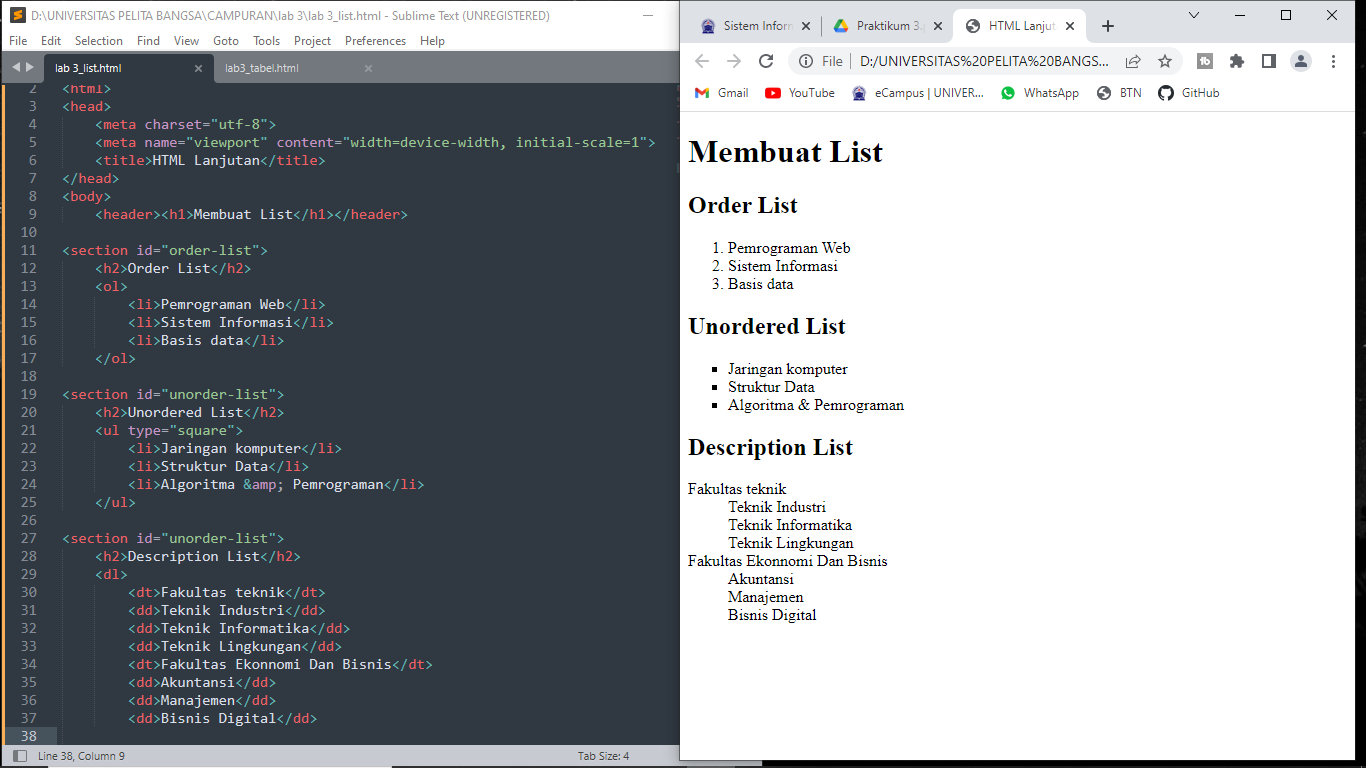 D:\UNIVERSITAS PELITA BANGSA\CAMPURAN\lab 3\lab 3_list.html - Sublime Text (UNREGISTERED)
File Edit Selection Find View Goto Tools Project Preferences Help
lab 3_list.html
lab3_tabel.html
2 <html>
3 <head>
4 <meta charset="utf-8">
5 <meta name="viewport" content="width=device-width, initial-scale=1">
6 <title>HTML Lanjutan</title>
7 </head>
8 <body>
9 <header><h1>Membuat List</h1></header>
10
11 <section id="order-list">
12 <h2>Order List</h2>
13 <ol>
14 <li>Pemrograman Web</li>
15 <li>Sistem Informasi</li>
16 <li>Basis data</li>
17 </ol>
18
19 <section id="unorder-list">
20 <h2>Unordered List</h2>
21 <ul type="square">
22 <li>Jaringan komputer</li>
23 <li>Struktur Data</li>
24 <li>Algoritma &amp; Pemrograman</li>
25 </ul>
26
27 <section id="unorder-list">
28 <h2>Description List</h2>
29 <dl>
30 <dt>Fakultas teknik</dt>
31 <dd>Teknik Industri</dd>
32 <dd>Teknik Informatika</dd>
33 <dd>Teknik Lingkungan</dd>
34 <dt>Fakultas Ekonnomi Dan Bisnis</dt>
35 <dd>Akuntansi</dd>
36 <dd>Manajemen</dd>
37 <dd>Bisnis Digital</dd>
38
Line 38, Column 9
Tab Size: 4
Sistem Inforn
Praktikum 3.
HTML Lanjut
File D:/UNIVERSITAS%20PELITA%20BANGS...
Gmail YouTube eCampus | UNIVER... WhatsApp BTN GitHub
Membuat List
Order List
1. Pemrograman Web
2. Sistem Informasi
3. Basis data
Unordered List
Jaringan komputer
Struktur Data
Algoritma & Pemrograman
Description List
Fakultas teknik
Teknik Industri
Teknik Informatika
Teknik Lingkungan
Fakultas Ekonnomi Dan Bisnis
Akuntansi
Manajemen
Bisnis Digital